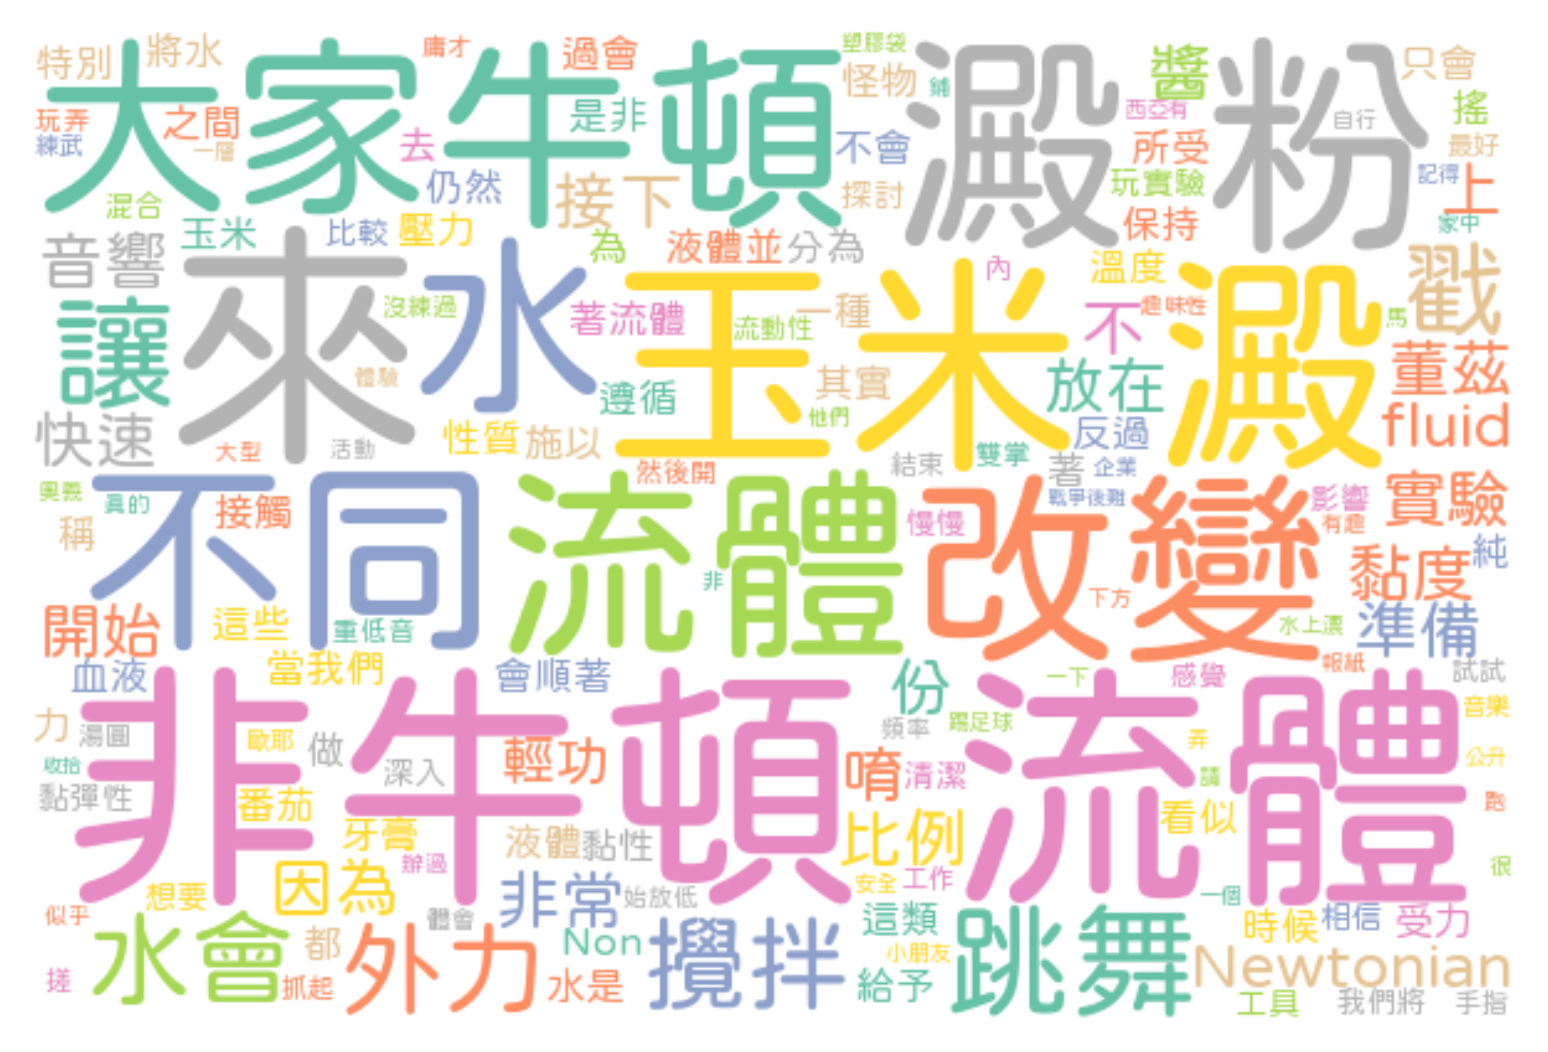 特別 將水 庸才 過會 塑膠袋 怪物 鋪 醬 只會
大家牛頓 澱粉
玩弄 之間 是非 西亞有 自行 搖
練武 一層 去 不會 所受 最好
仍然 接下 探討 玩實驗 記得 上
混合 保持 家中
玉米 比較 壓力 為 液體並 分為
音響 來 水 玉米澱 溫度 內 戳
讓 沒練過 著流體 流動性 一種 不 趣味性 馬
體驗 遵循 其實 放在 董茲
快速 性質 施以 他們 反過 fluid
大型 活動 然後開 結束 雙掌 著 企業
奧義 真的 不同 流體 改變 戰爭後難 影響 實驗
稱 接觸 慢慢 有趣 純
非 黏度
開始 這些 重低音 下方 水上漂 準備
血液 當我們 會順著 份 一下 感覺 報紙 試試
非牛頓流體
力 湯圓 歐耶 做 頻率 踢足球 弄 音樂
收拾 深入 輕功 唷 清潔 請 公升
黏彈性 番茄 跑
牙膏 液體 黏性 比例 看似
因為 辦過 很
想要 非常 始放低 安全 工作 一個
似乎 水會 體會 這類 跳舞 時候 相信 受力
都 外力 Non 攪拌 小朋友 Newtonian
搓 抓起 水是 給予 工具 我們將 手指